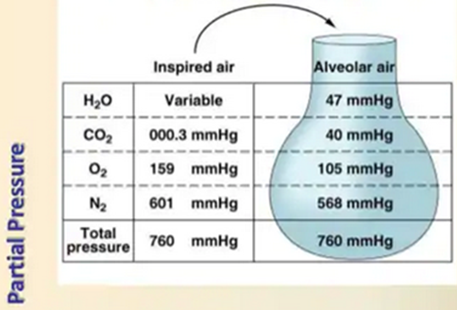 Partial Pressure
Inspired air Alveolar air
H₂O Variable 47 mmHg
CO₂ 000.3 mmHg 40 mmHg
O₂ 159 mmHg 105 mmHg
N₂ 601 mmHg 568 mmHg
Total
pressure 760 mmHg 760 mmHg